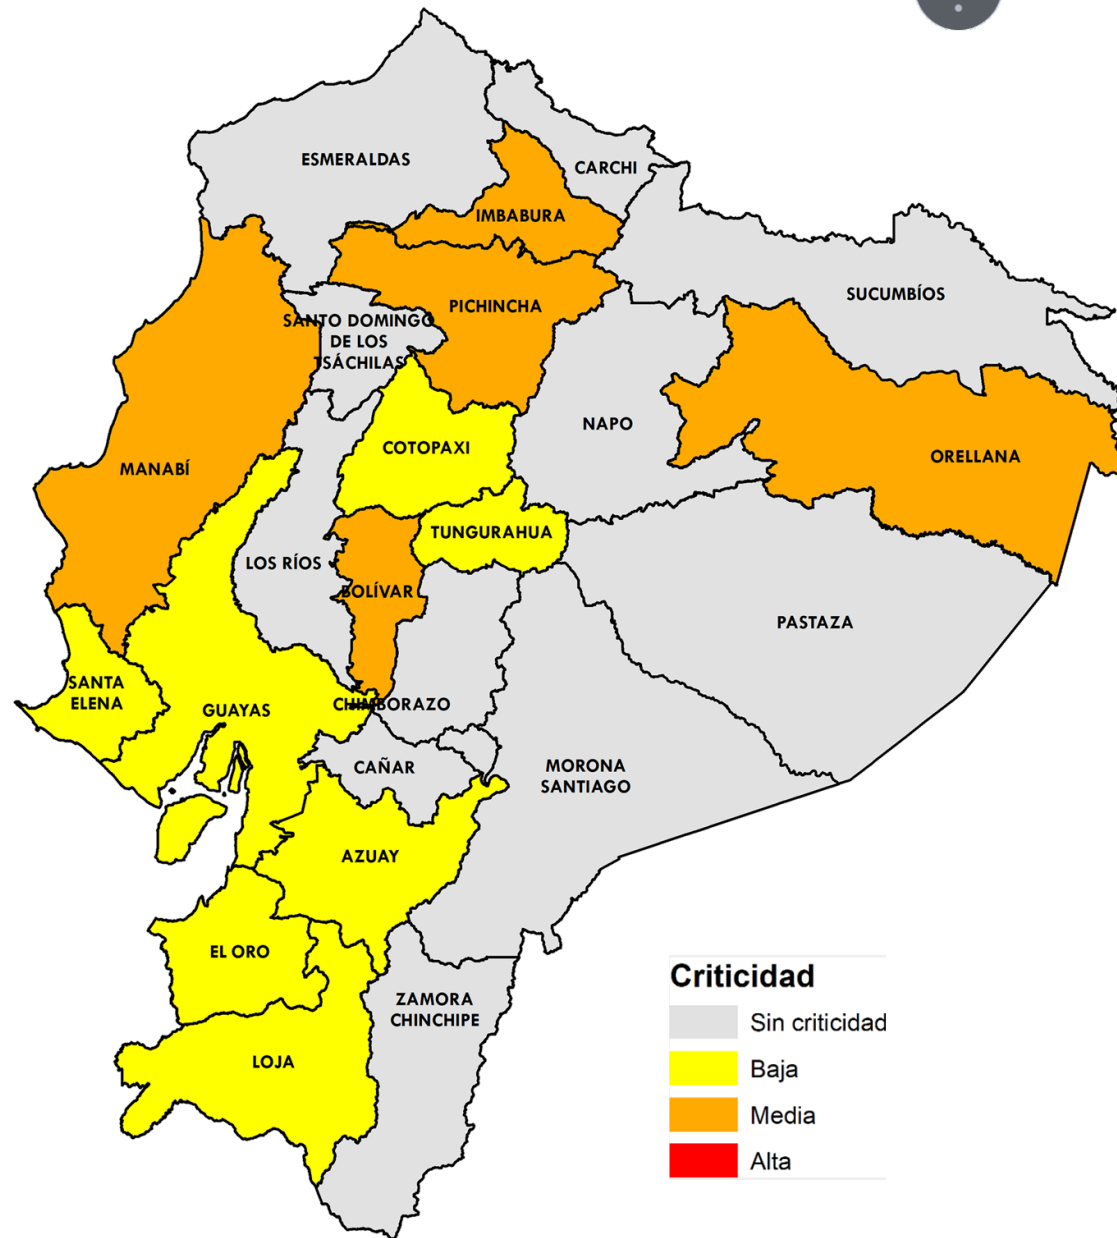 ESMERALDAS
CARCHI
IMBABURA
SUCUMBÍOS
PICHINCHA
SANTO DOMINGO
DE LOS
TSÁCHILAS
NAPO
COTOPAXI
ORELLANA
MANABÍ
TUNGURAHUA
LOS RÍOS
BOLÍVAR
PASTAZA
SANTA
ELENA
GUAYAS
CHIMBORAZO
CAÑAR
MORONA
SANTIAGO
AZUAY
EL ORO
ZAMORA
CHINCHIPE
LOJA
Criticidad
Sin criticidad
Baja
Media
Alta